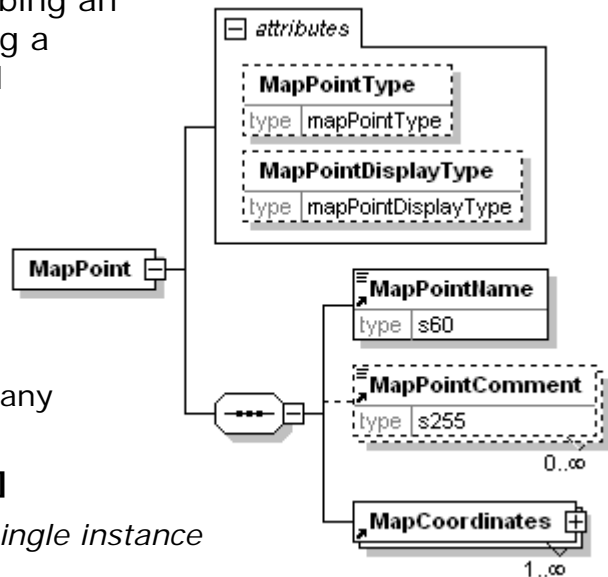 an
g a
attributes
MapPointType
type mapPointType
MapPointDisplayType
type mapPointDisplayType
MapPoint
MapPointName
type s60
any
MapPointComment
type s255
0..∞
ingle instance
MapCoordinates
1..∞